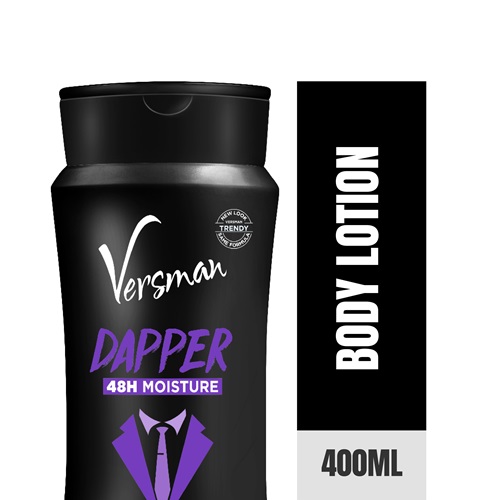 NEW LOOK
VERSMAN
TRENDY
SAME FORMULA
Versman
DAPPER
48H MOISTURE
BODY LOTION
400ML